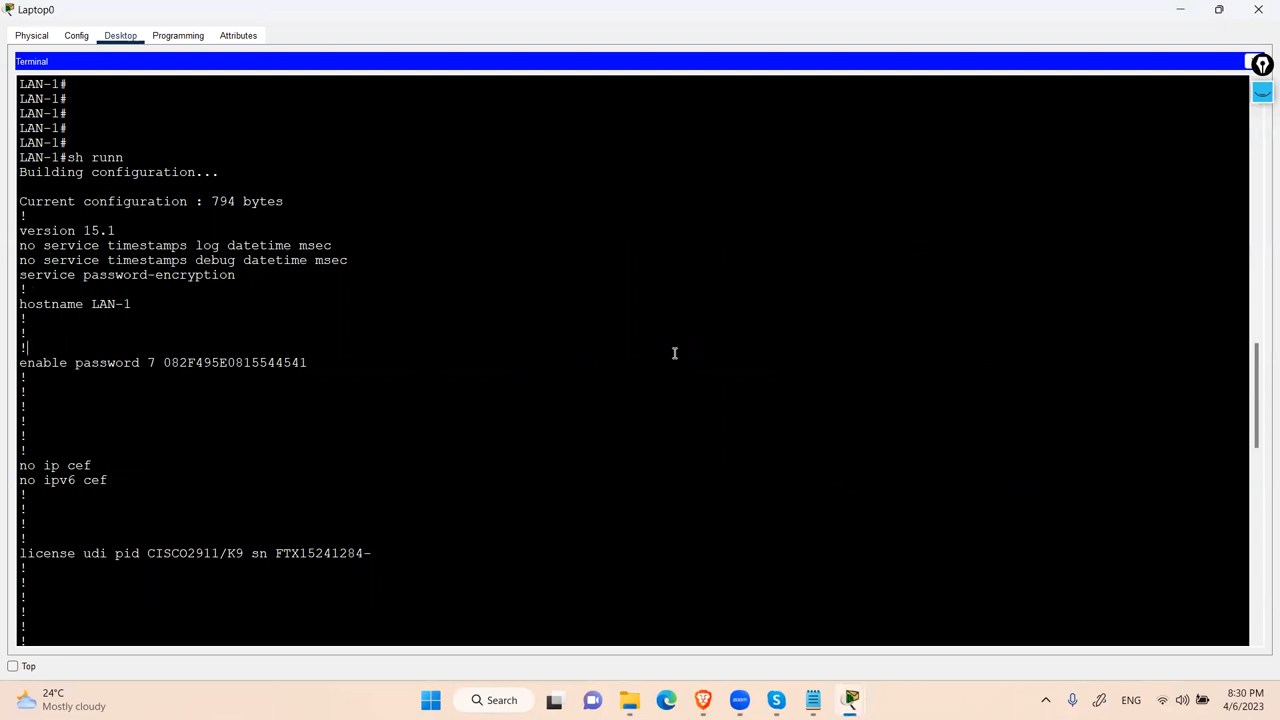 Laptop0
Physical Config Desktop Programming Attributes
Terminal
LAN-1#
LAN-1#
LAN-1#
LAN-1#
LAN-1#
LAN-1#sh runn
Building configuration...
Current configuration : 794 bytes
!
version 15.1
no service timestamps log datetime msec
no service timestamps debug datetime msec
service password-encryption
!
hostname LAN-1
!
!
!
enable password 7 082F495E0815544541
!
!
!
!
!
!
no ip cef
no ipv6 cef
!
!
!
!
license udi pid CISCO2911/K9 sn FTX15241284-
!
!
!
!
!
!
Top
24°C
Mostly cloudy
Search
zoom
ENG
8:30 PM
4/6/2023